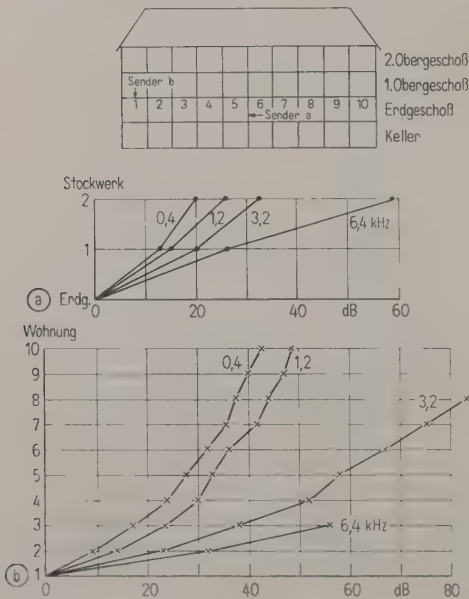 2.Obergeschoß
1.Obergeschoß
Sender b
1 2 3 4 5 6 7 8 9 10 Erdgeschoß
Sender a
Keller
Stockwerk
2
0,4 1,2 3,2 6,4 kHz
1
a Erdg.
0 20 40 dB 60
Wohnung
10
0,4 1,2
9
8 3,2
7
6
5
4
3 6,4 kHz
2
b 1
0 20 40 60 dB 80